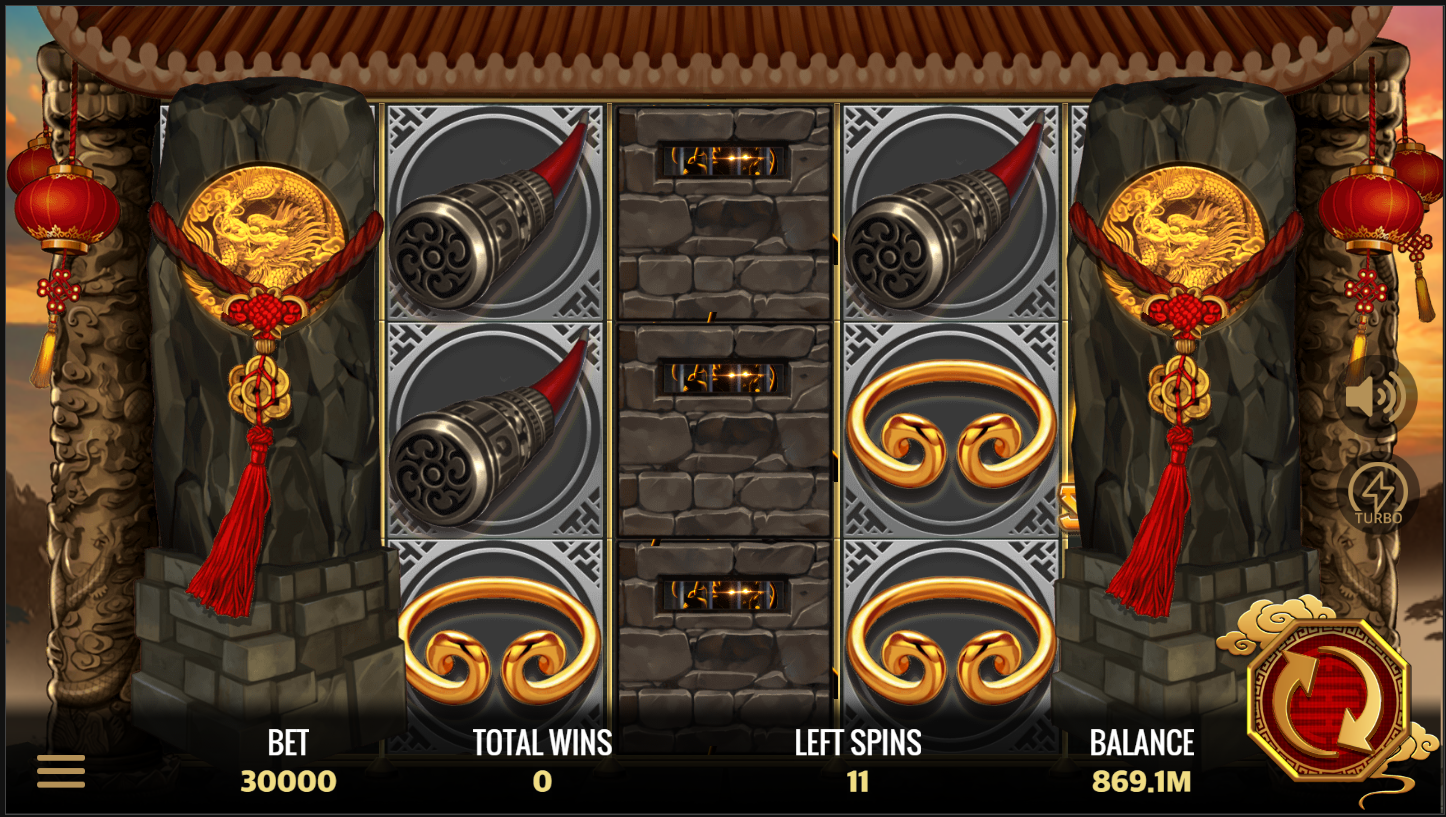 TURBO
BET
30000
TOTAL WINS
0
LEFT SPINS
11
BALANCE
869.1M